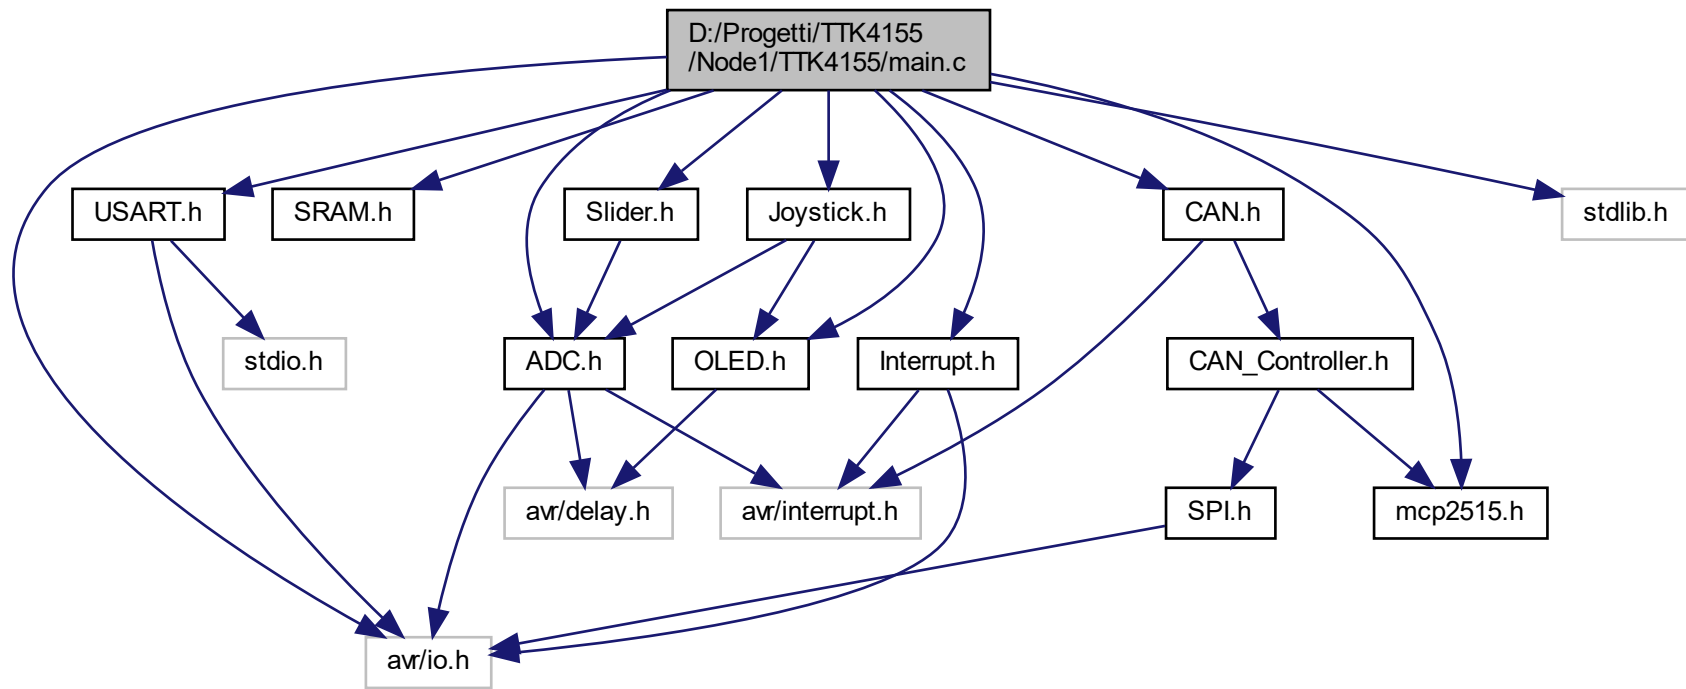 D:/Progetti/TTK4155
/Node1/TTK4155/main.c
USART.h
SRAM.h
Slider.h
Joystick.h
CAN.h
stdlib.h
stdio.h
ADC.h
OLED.h
Interrupt.h
CAN_Controller.h
avr/delay.h
avr/interrupt.h
SPI.h
mcp2515.h
avr/io.h